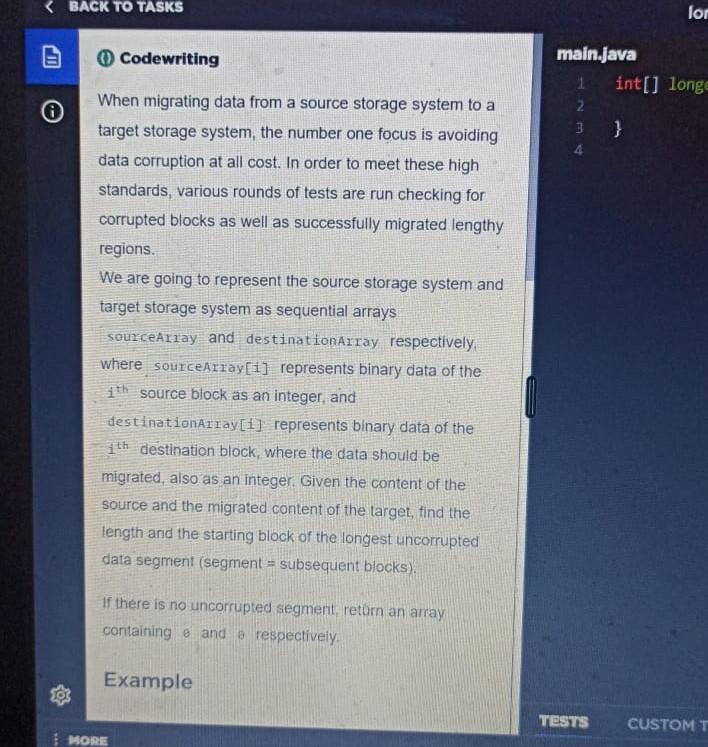 BACK TO TASKS
Codewriting
When migrating data from a source storage system to a
target storage system, the number one focus is avoiding
data corruption at all cost. In order to meet these high
standards, various rounds of tests are run checking for
corrupted blocks as well as successfully migrated lengthy
regions.
We are going to represent the source storage system and
target storage system as sequential arrays
sourceArray and destinationArray respectively,
where sourceArray[i] represents binary data of the
ith source block as an integer, and
destinationArray[i] represents binary data of the
ith destination block, where the data should be
migrated, also as an integer. Given the content of the
source and the migrated content of the target, find the
length and the starting block of the longest uncorrupted
data segment (segment = subsequent blocks).
If there is no uncorrupted segment, return an array
containing 0 and 0 respectively.
Example
MORE
lon
main.java
1 int[] longe
2
3 }
4
TESTS CUSTOM T